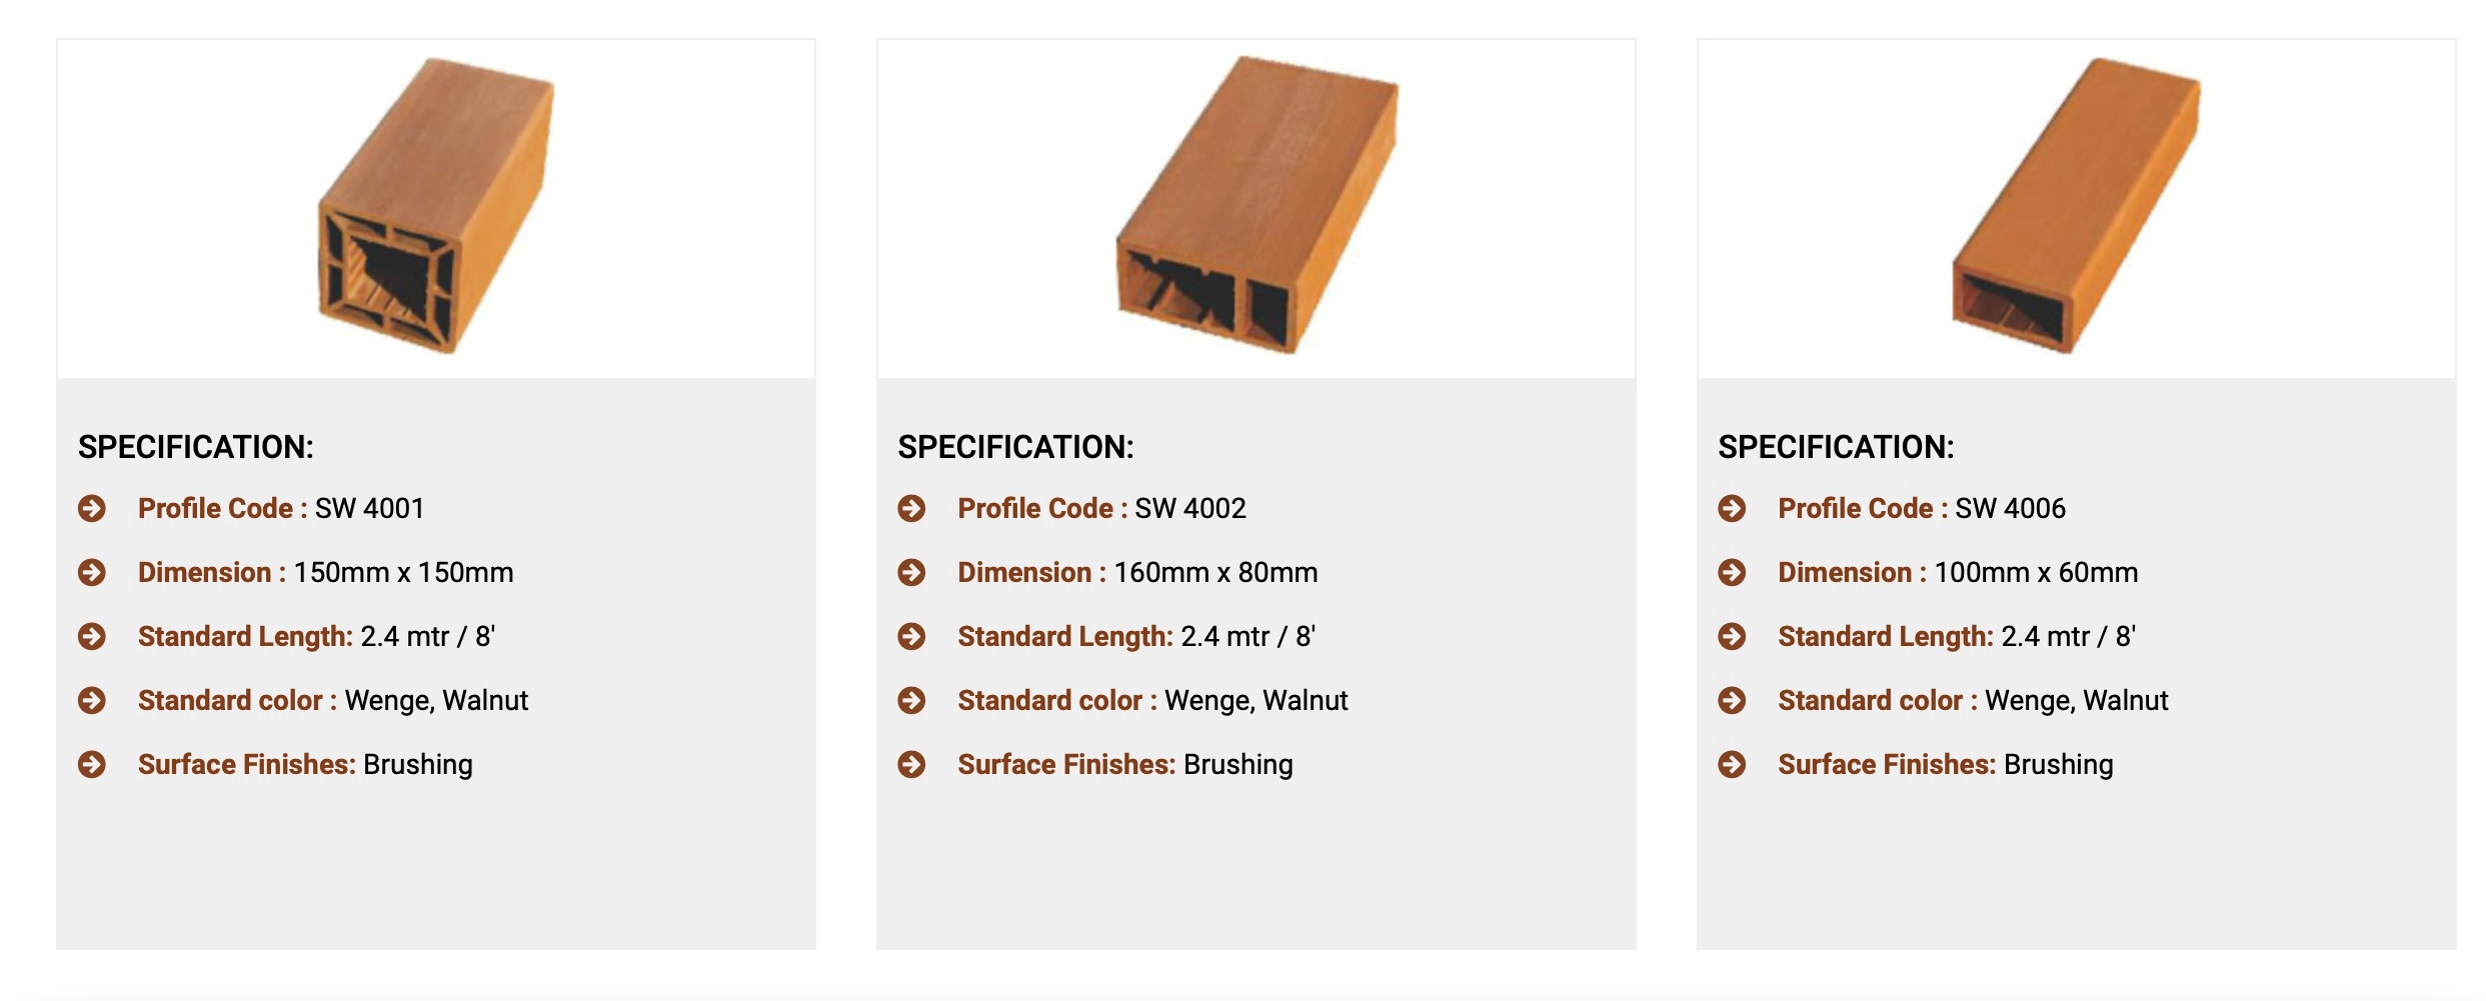 SPECIFICATION:
Profile Code : SW 4001
Dimension : 150mm x 150mm
Standard Length: 2.4 mtr / 8'
Standard color : Wenge, Walnut
Surface Finishes: Brushing
SPECIFICATION:
Profile Code : SW 4002
Dimension : 160mm x 80mm
Standard Length: 2.4 mtr / 8'
Standard color : Wenge, Walnut
Surface Finishes: Brushing
SPECIFICATION:
Profile Code : SW 4006
Dimension : 100mm x 60mm
Standard Length: 2.4 mtr / 8'
Standard color : Wenge, Walnut
Surface Finishes: Brushing